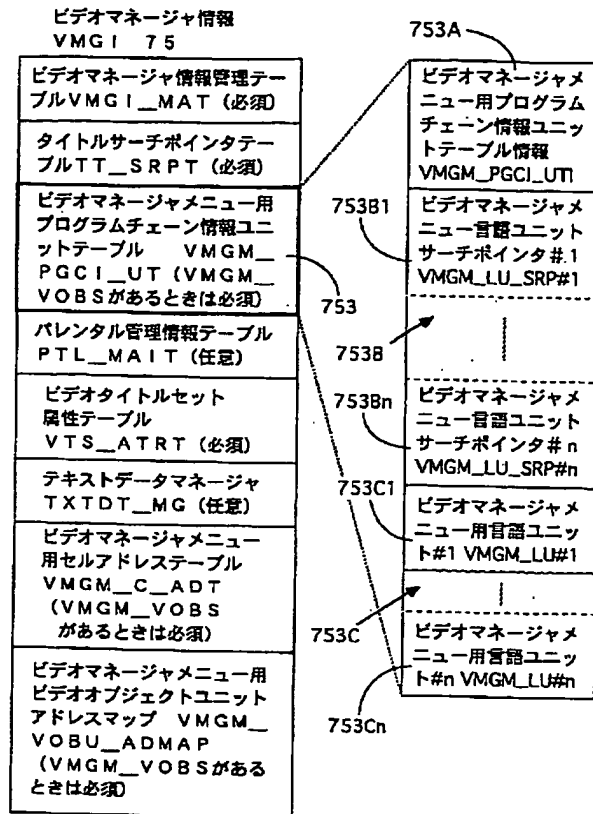 ビデオマネージャ情報
VMGI 75
ビデオマネージャ情報管理テー
ブルVMGI__MAT (必須)
タイトルサーチポインタテー
ブルTT__SRPT (必須)
ビデオマネージャメニュー用
プログラムチェーン情報ユニ
ットテーブル VMGM__
PGCI__UT (VMGM__
VOBSがあるときは必須)
パレンタル管理情報テーブル
PTL__MAIT (任意)
ビデオタイトルセット
属性テーブル
VTS__ATRT (必須)
テキストデータマネージャ
TXTDT__MG (任意)
ビデオマネージャメニュー
用セルアドレステーブル
VMGM__C__ADT
(VMGM__VOBS
があるときは必須)
ビデオマネージャメニュー用
ビデオオブジェクトユニット
アドレスマップ VMGM__
VOBU__ADMAP
(VMGM__VOBSがある
ときは必須)
753
753A
ビデオマネージャメ
ニュー用プログラム
チェーン情報ユニッ
トテーブル情報
VMGM_PGCI_UTI
753B1
ビデオマネージャメ
ニュー言語ユニット
サーチポインタ#.1
VMGM_LU_SRP#1
753B
753Bn
ビデオマネージャメ
ニュー言語ユニット
サーチポインタ#n
VMGM_LU_SRP#n
753C1
ビデオマネージャメ
ニュー用言語ユニッ
ト#1 VMGM_LU#1
753C
ビデオマネージャメ
ニュー用言語ユニッ
ト#n VMGM_LU#n
753Cn